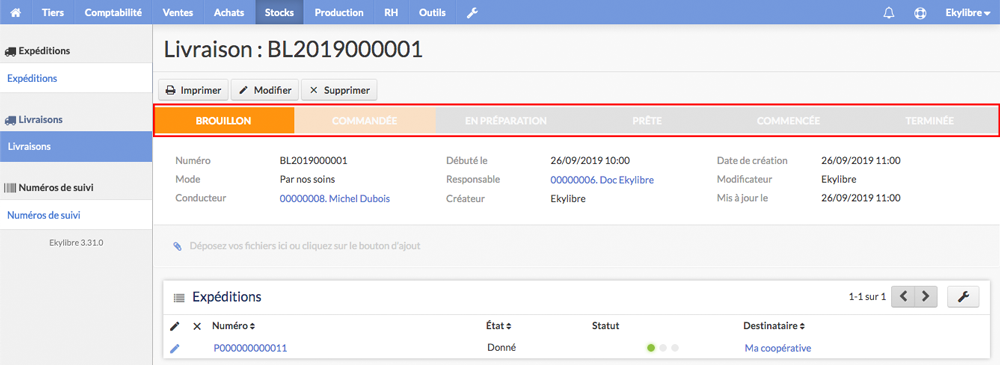 Tiers Comptabilité Ventes Achats Stocks Production RH Outils Ekylibre
Expéditions
Expéditions
Livraisons
Livraisons
Numéros de suivi
Numéros de suivi
Ekylibre 3.31.0
Livraison : BL2019000001
Imprimer Modifier Supprimer
BROUILLON COMMANDÉE EN PRÉPARATION PRÊTE COMMENCÉE TERMINÉE
Numéro BL2019000001 Débuté le 26/09/2019 10:00 Date de création 26/09/2019 11:00
Mode Par nos soins Responsable 00000006. Doc Ekylibre Modificateur Ekylibre
Conducteur 00000008. Michel Dubois Créateur Ekylibre Mis à jour le 26/09/2019 11:00
Déposez vos fichiers ici ou cliquez sur le bouton d'ajout
Expéditions 1-1 sur 1
Numéro État Statut Destinataire
P000000000011 Donné Ma coopérative